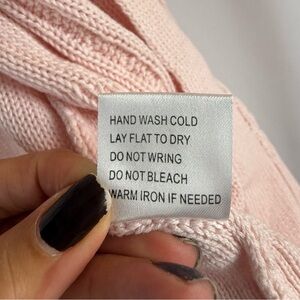 HAND WASH COLD
LAY FLAT TO DRY
DO NOT WRING
DO NOT BLEACH
WARM IRON IF NEEDED